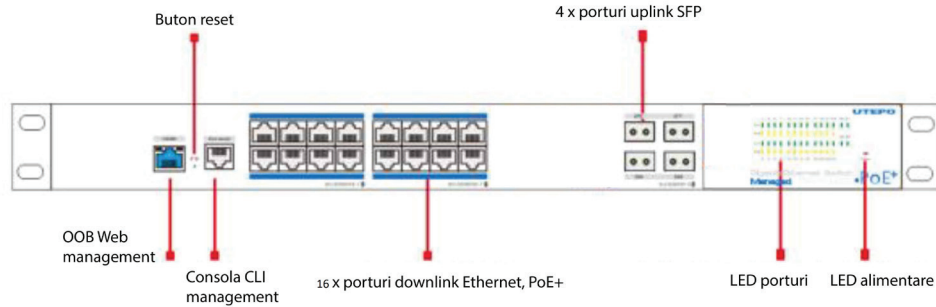 4 x porturi uplink SFP
Buton reset
UTEPO
Managed
PoE+
OOB Web
management
Consola CLI
management
16 x porturi downlink Ethernet, PoE+
LED porturi
LED alimentare